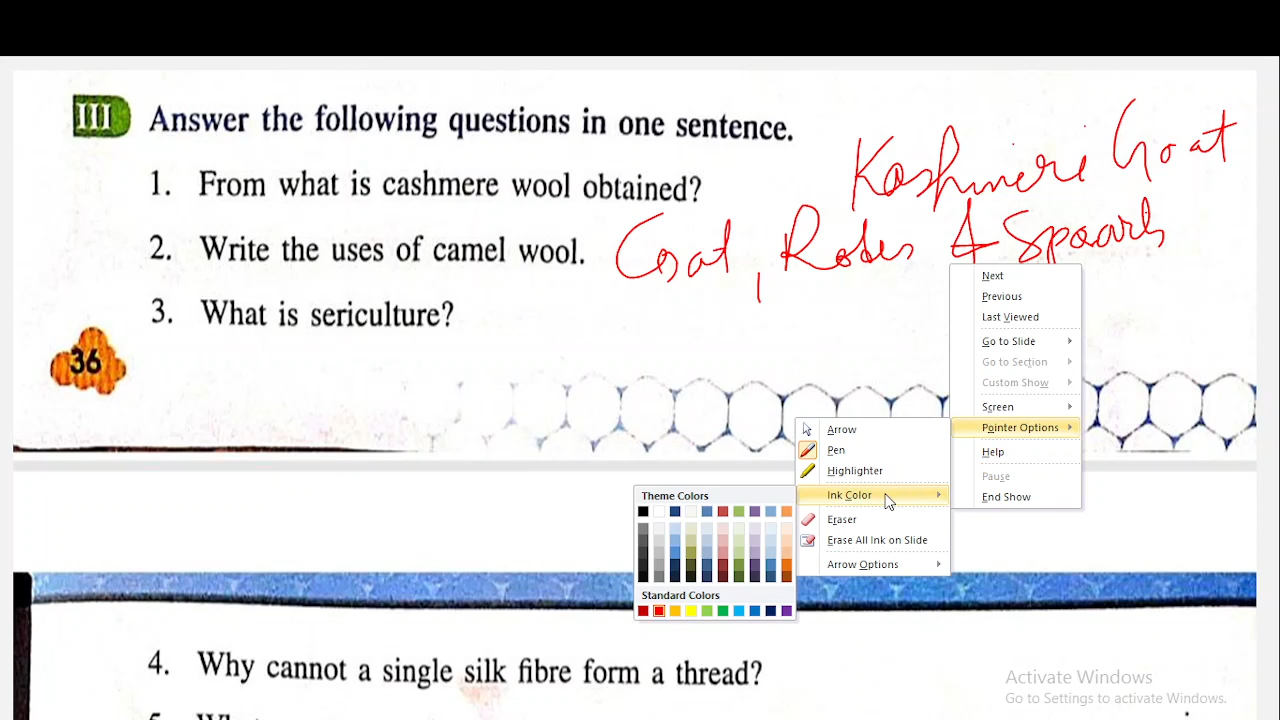 III Answer the following questions in one sentence.
1. From what is cashmere wool obtained?
Kashmeri Goat
2. Write the uses of camel wool.
Coat, Robes & Spoarls
3. What is sericulture?
36
Next
Previous
Last Viewed
Go to Slide
Go to Section
Custom Show
Screen
Pointer Options
Help
Pause
End Show
Arrow
Pen
Highlighter
Ink Color
Eraser
Erase All Ink on Slide
Arrow Options
Theme Colors
Standard Colors
4. Why cannot a single silk fibre form a thread?
Activate Windows
Go to Settings to activate Windows.